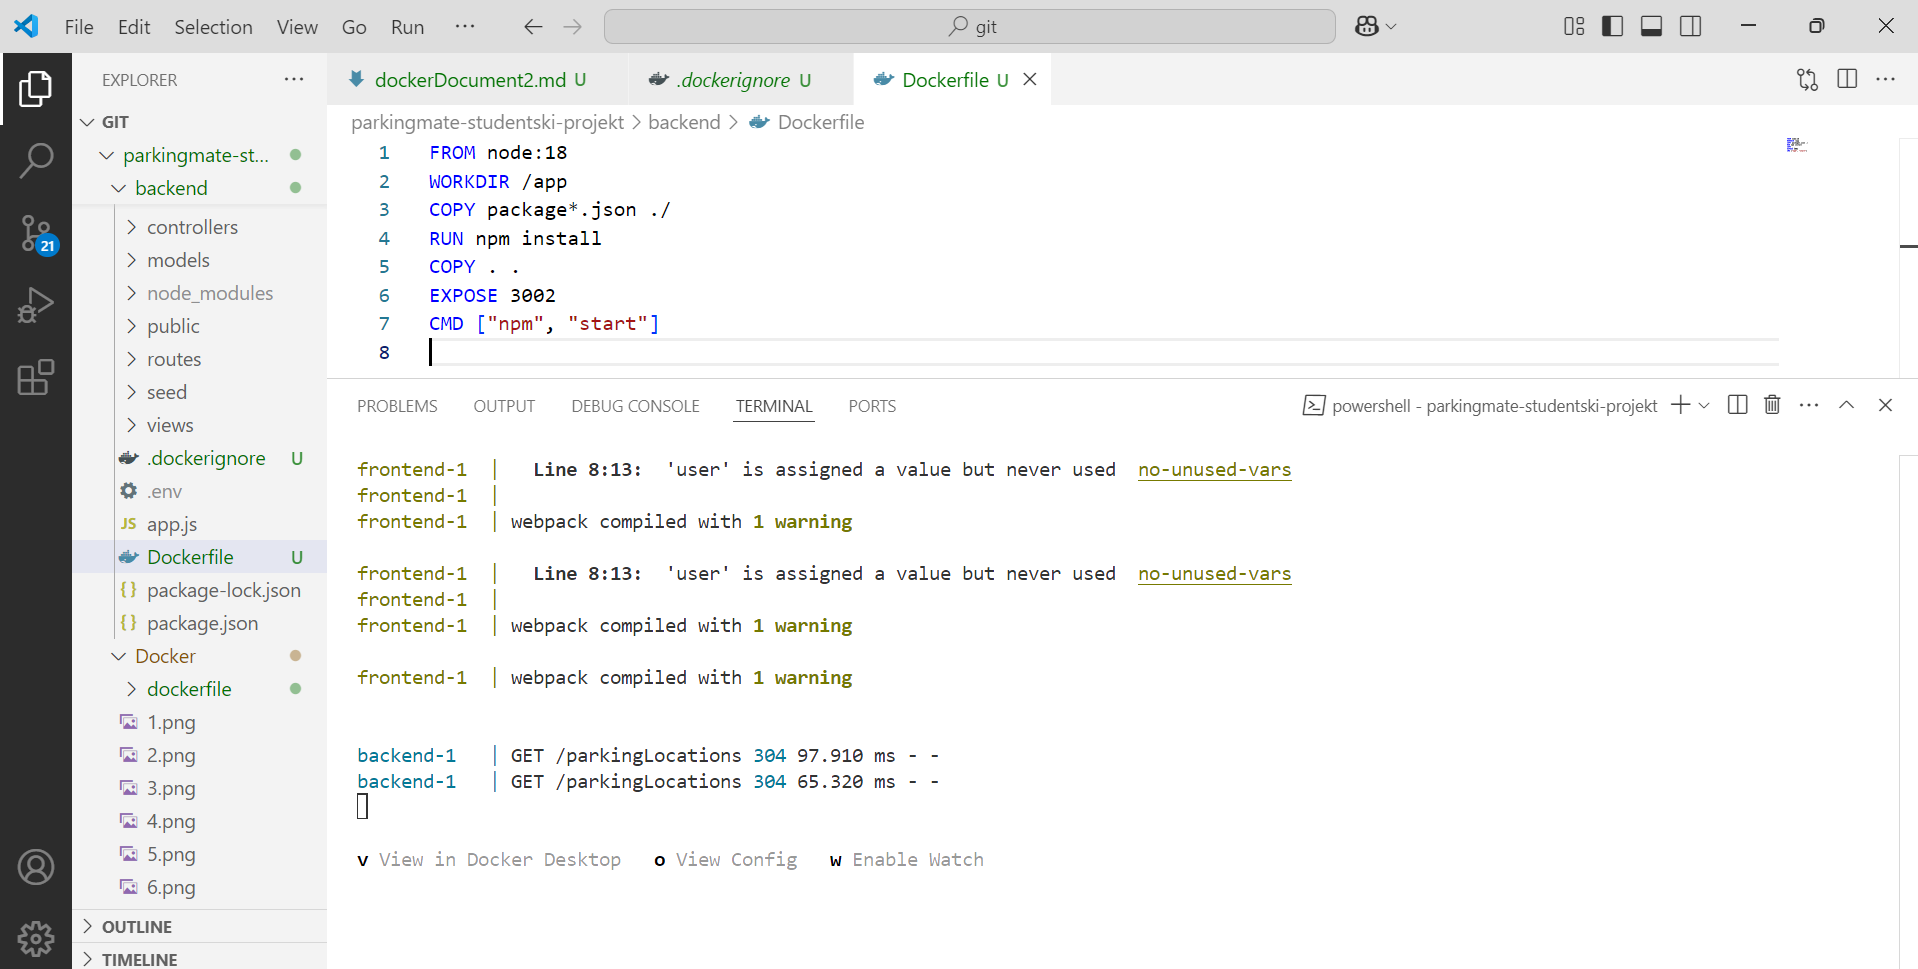 File Edit Selection View Go Run ··· git
EXPLORER ···
GIT
parkingmate-st...
backend
controllers
models
node_modules
public
routes
seed
views
.dockerignore U
.env
JS app.js
Dockerfile U
{} package-lock.json
{} package.json
Docker
dockerfile
1.png
2.png
3.png
4.png
5.png
6.png
OUTLINE
TIMELINE
21
dockerDocument2.md U .dockerignore U Dockerfile U
parkingmate-studentski-projekt > backend > Dockerfile
1 FROM node:18
2 WORKDIR /app
3 COPY package*.json ./
4 RUN npm install
5 COPY . .
6 EXPOSE 3002
7 CMD ["npm", "start"]
8
PROBLEMS OUTPUT DEBUG CONSOLE TERMINAL PORTS powershell - parkingmate-studentski-projekt
frontend-1 | Line 8:13: 'user' is assigned a value but never used no-unused-vars
frontend-1 |
frontend-1 | webpack compiled with 1 warning
frontend-1 | Line 8:13: 'user' is assigned a value but never used no-unused-vars
frontend-1 |
frontend-1 | webpack compiled with 1 warning
frontend-1 | webpack compiled with 1 warning
backend-1 | GET /parkingLocations 304 97.910 ms - -
backend-1 | GET /parkingLocations 304 65.320 ms - -
v View in Docker Desktop o View Config w Enable Watch